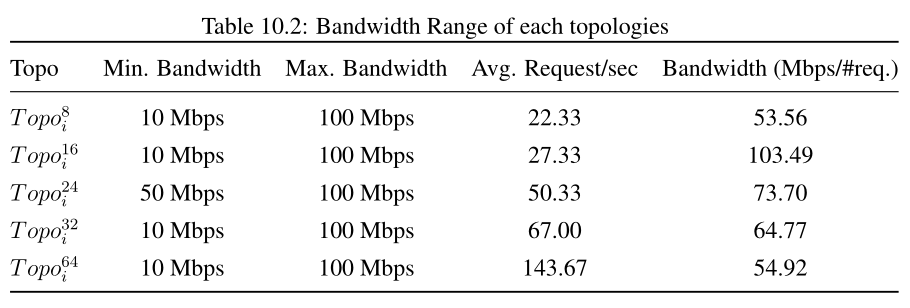 Table 10.2: Bandwidth Range of each topologies
Topo Min. Bandwidth Max. Bandwidth Avg. Request/sec Bandwidth (Mbps/#req.)
$Topo_i^{8}$ 10 Mbps 100 Mbps 22.33 53.56
$Topo_i^{16}$ 10 Mbps 100 Mbps 27.33 103.49
$Topo_i^{24}$ 50 Mbps 100 Mbps 50.33 73.70
$Topo_i^{32}$ 10 Mbps 100 Mbps 67.00 64.77
$Topo_i^{64}$ 10 Mbps 100 Mbps 143.67 54.92